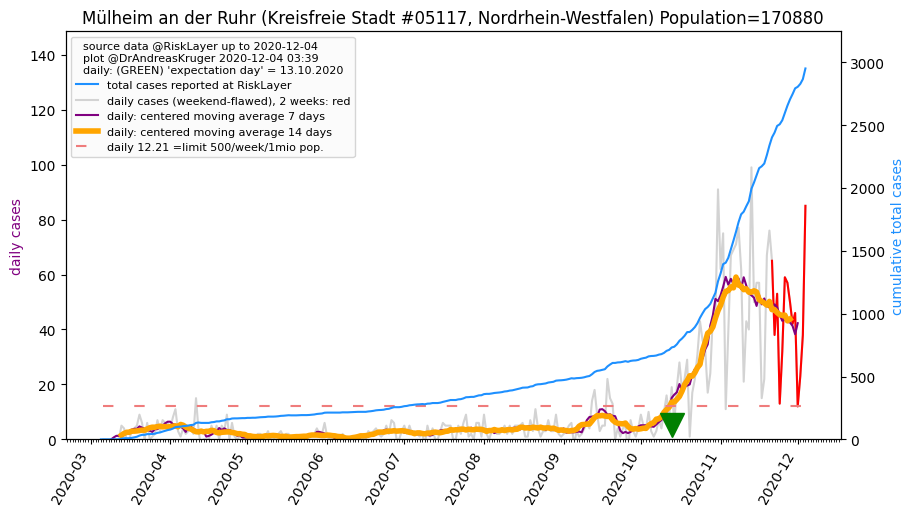 Mülheim an der Ruhr (Kreisfreie Stadt #05117, Nordrhein-Westfalen) Population=170880
source data @RiskLayer up to 2020-12-04
plot @DrAndreasKruger 2020-12-04 03:39
daily: (GREEN) 'expectation day' = 13.10.2020
total cases reported at RiskLayer
daily cases (weekend-flawed), 2 weeks: red
daily: centered moving average 7 days
daily: centered moving average 14 days
daily 12.21 =limit 500/week/1mio pop.
daily cases
140
120
100
80
60
40
20
0
cumulative total cases
3000
2500
2000
1500
1000
500
0
2020-03
2020-04
2020-05
2020-06
2020-07
2020-08
2020-09
2020-10
2020-11
2020-12